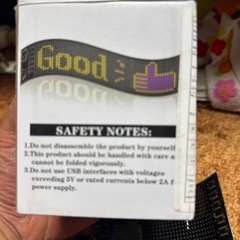 Good
SAFETY NOTES:
1.Do not disassemble the product by yourself
2.This product should be handled with care a
cannot be folded vigorously.
3.Do not use USB interfaces with voltages
exceeding 5V or rated currents below 2A f
power supply.